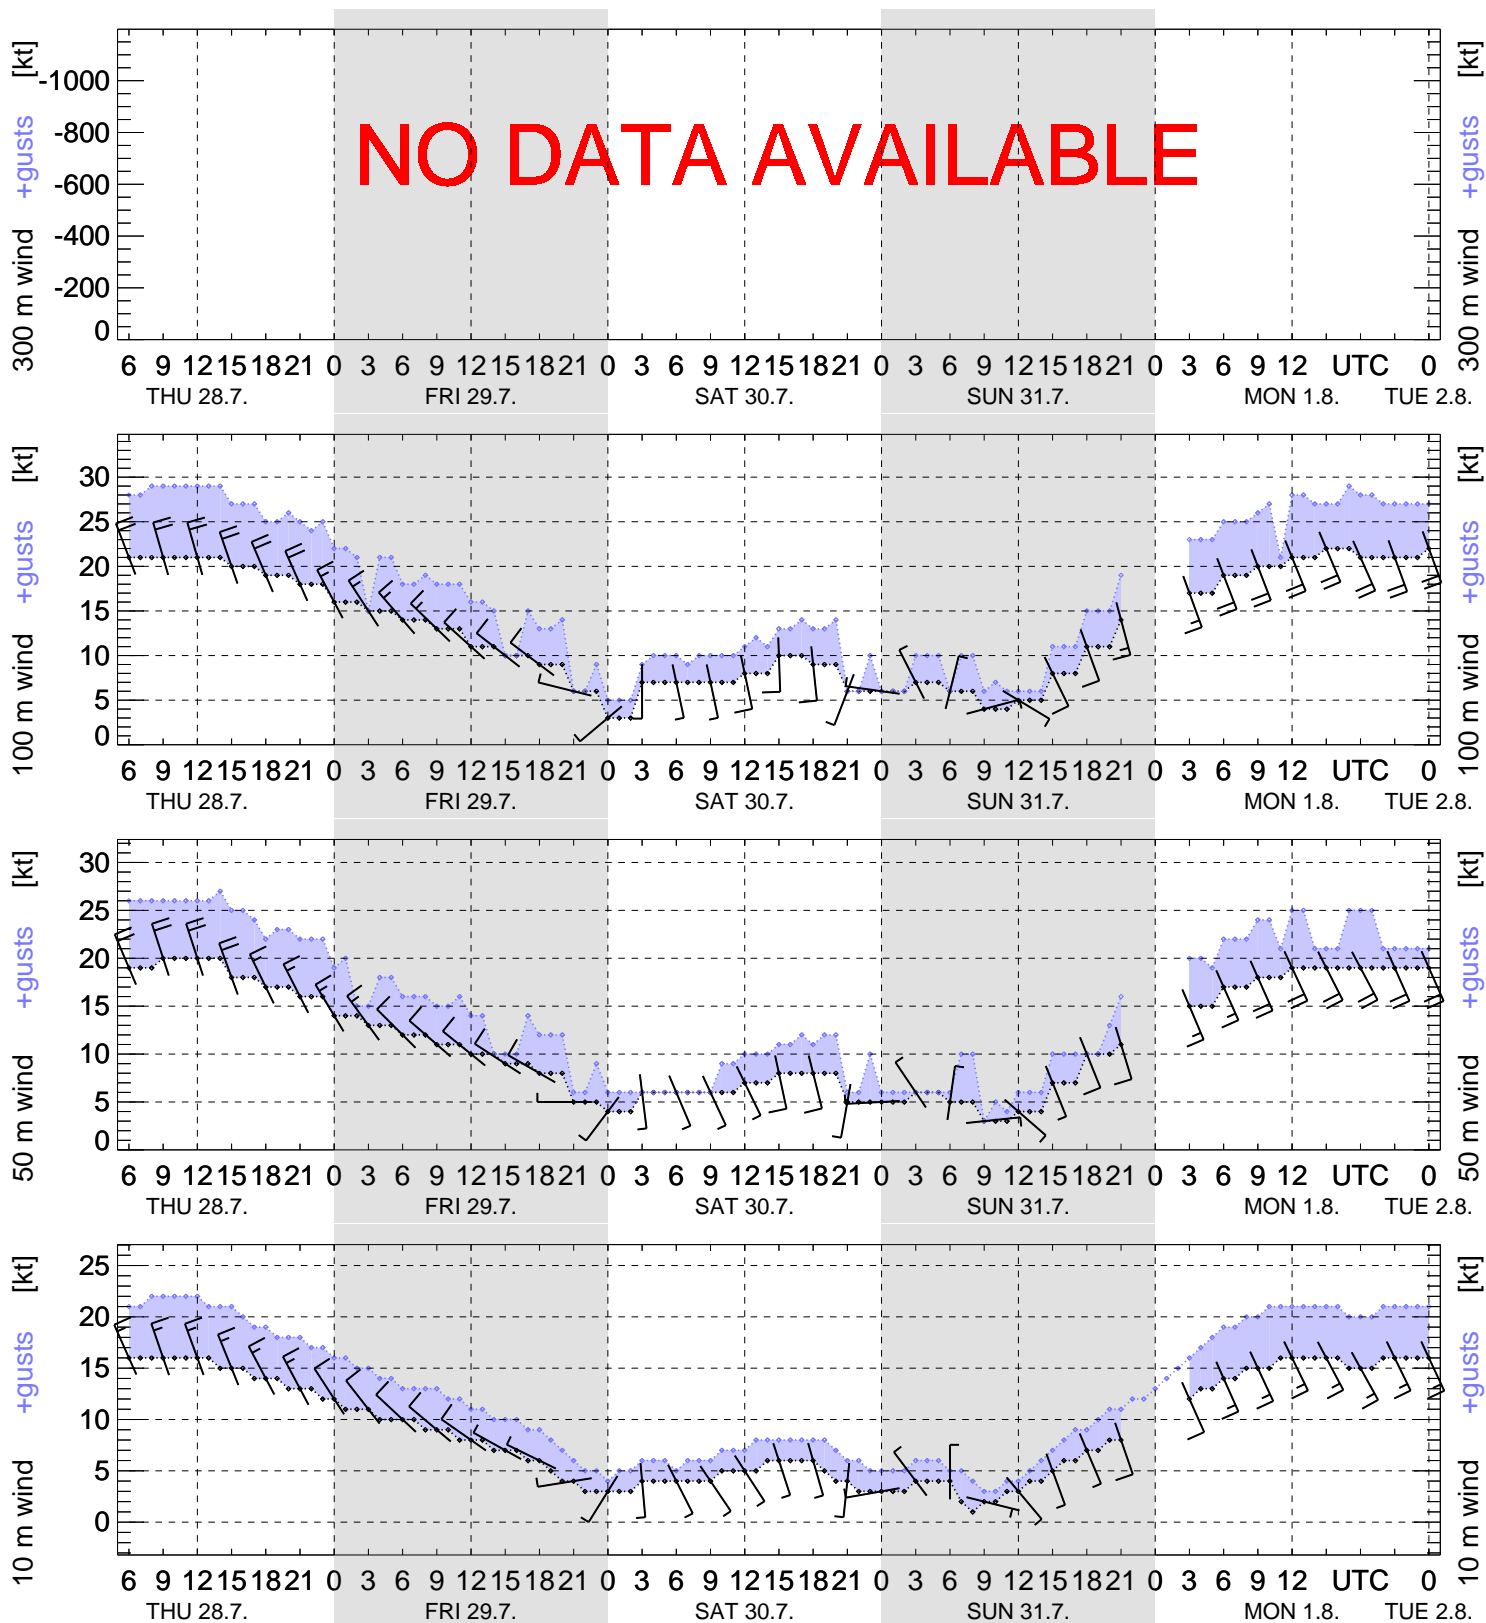 300 m wind +gusts [kt]
-1000
-800
-600
-400
-200
0
NO DATA AVAILABLE
300 m wind +gusts [kt]
6 9 12 15 18 21 0 3 6 9 12 15 18 21 0 3 6 9 12 15 18 21 0 3 6 9 12 15 18 21 0 3 6 9 12 UTC 0
THU 28.7. FRI 29.7. SAT 30.7. SUN 31.7. MON 1.8. TUE 2.8.
100 m wind +gusts [kt]
30
25
20
15
10
5
0
100 m wind +gusts [kt]
6 9 12 15 18 21 0 3 6 9 12 15 18 21 0 3 6 9 12 15 18 21 0 3 6 9 12 15 18 21 0 3 6 9 12 UTC 0
THU 28.7. FRI 29.7. SAT 30.7. SUN 31.7. MON 1.8. TUE 2.8.
50 m wind +gusts [kt]
30
25
20
15
10
5
0
50 m wind +gusts [kt]
6 9 12 15 18 21 0 3 6 9 12 15 18 21 0 3 6 9 12 15 18 21 0 3 6 9 12 15 18 21 0 3 6 9 12 UTC 0
THU 28.7. FRI 29.7. SAT 30.7. SUN 31.7. MON 1.8. TUE 2.8.
10 m wind +gusts [kt]
25
20
15
10
5
0
10 m wind +gusts [kt]
6 9 12 15 18 21 0 3 6 9 12 15 18 21 0 3 6 9 12 15 18 21 0 3 6 9 12 15 18 21 0 3 6 9 12 UTC 0
THU 28.7. FRI 29.7. SAT 30.7. SUN 31.7. MON 1.8. TUE 2.8.